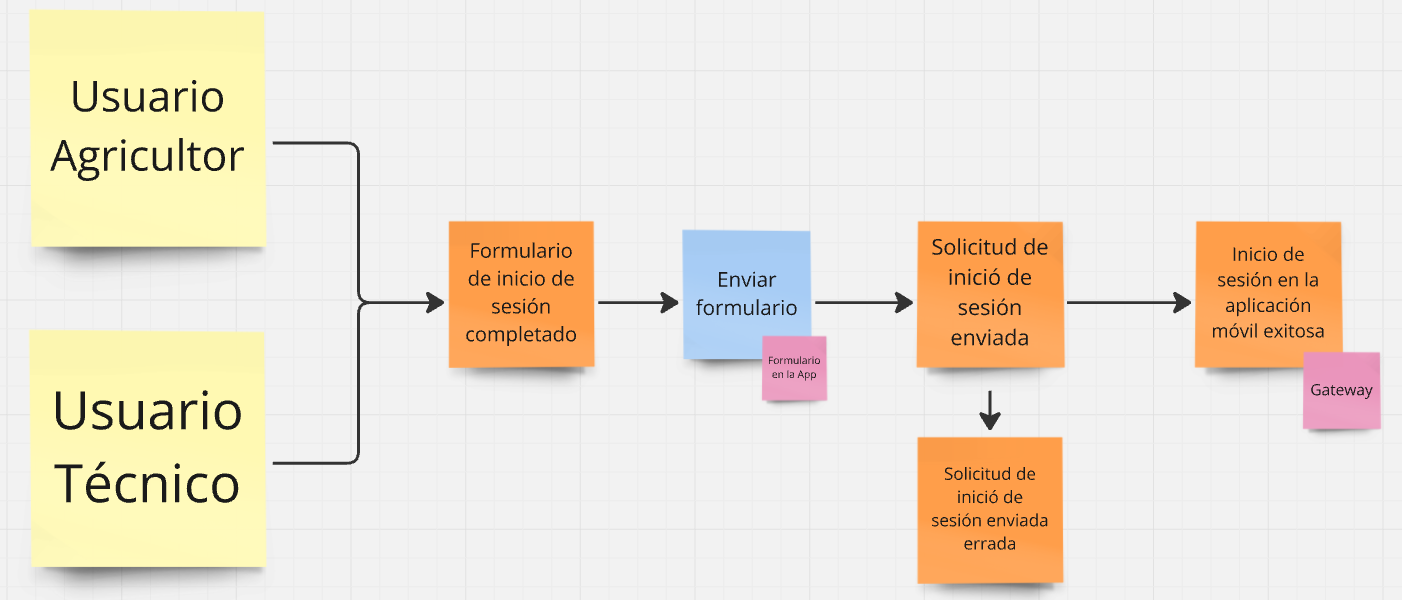 Usuario
Agricultor
Usuario
Técnico
Formulario
de inicio de
sesión
completado
Enviar
formulario
Formulario
en la App
Solicitud de
inició de
sesión
enviada
Solicitud de
inició de
sesión enviada
errada
Inicio de
sesión en la
aplicación
móvil exitosa
Gateway